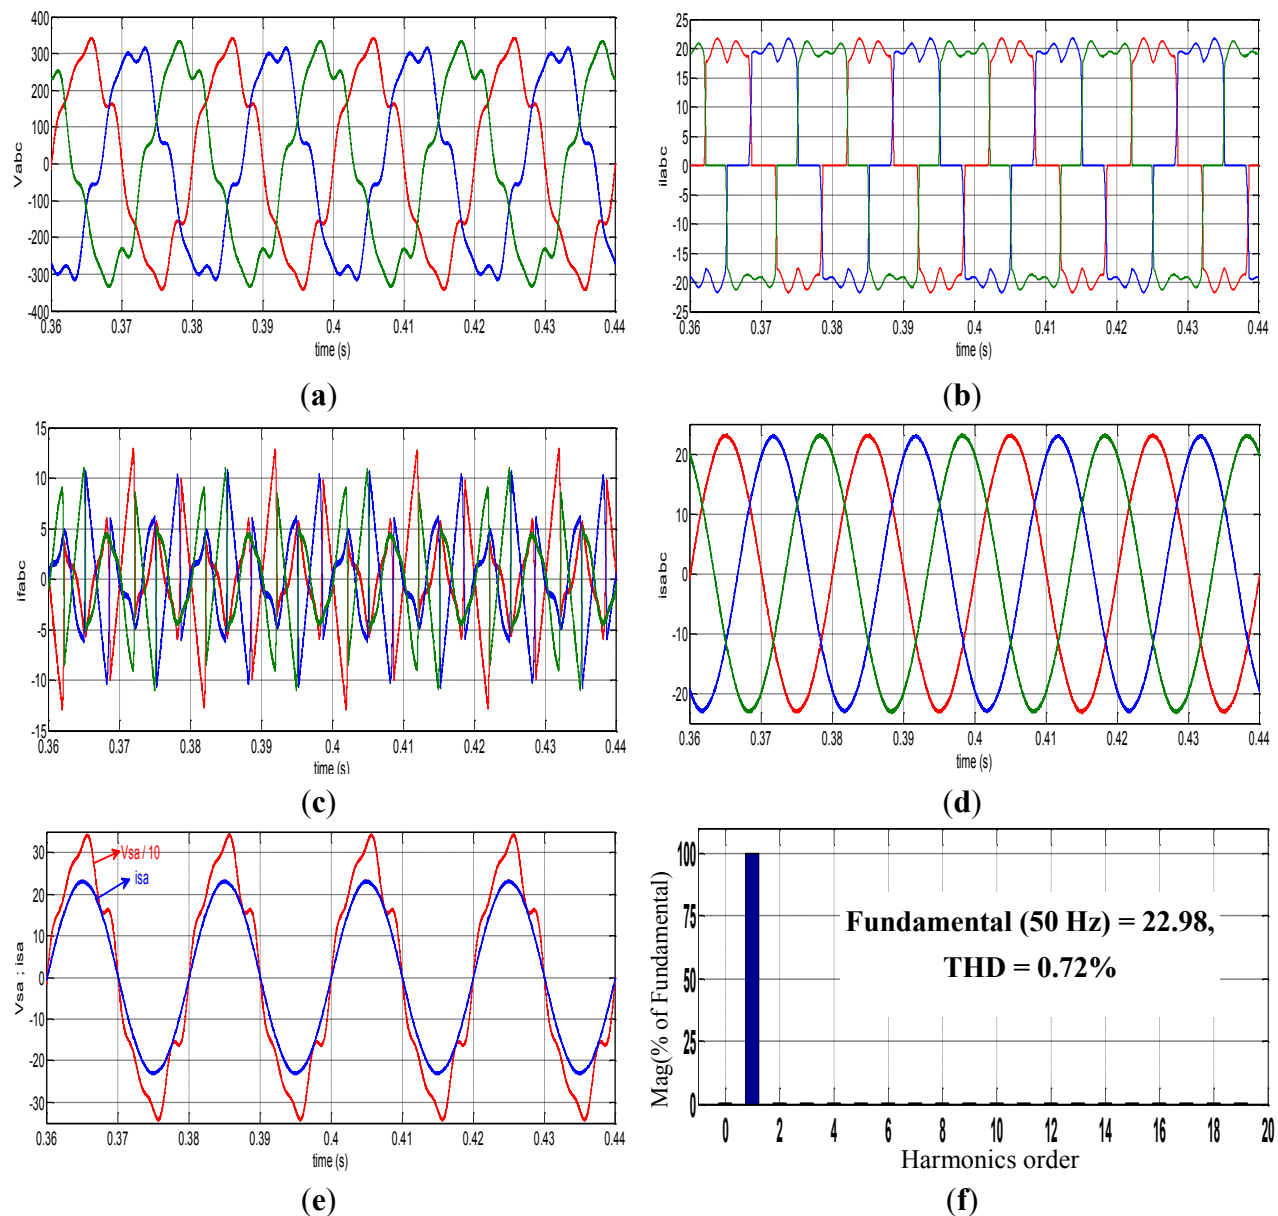 400
300
200
100
0
-100
-200
-300
-400
Vabc
0.36 0.37 0.38 0.39 0.4 0.41 0.42 0.43 0.44
time (s)
(a)
25
20
15
10
5
0
-5
-10
-15
-20
-25
ilabc
0.36 0.37 0.38 0.39 0.4 0.41 0.42 0.43 0.44
time (s)
(b)
15
10
5
0
-5
-10
-15
ifabc
0.36 0.37 0.38 0.39 0.4 0.41 0.42 0.43 0.44
time (s)
(c)
20
10
0
-10
-20
isabc
0.36 0.37 0.38 0.39 0.4 0.41 0.42 0.43 0.44
time (s)
(d)
30
20
10
0
-10
-20
-30
Vsa ; isa
Vsa / 10
isa
0.36 0.37 0.38 0.39 0.4 0.41 0.42 0.43 0.44
time (s)
(e)
100
75
50
25
0
Mag(% of Fundamental)
Fundamental (50 Hz) = 22.98,
THD = 0.72%
0 2 4 6 8 10 12 14 16 18 20
Harmonics order
(f)